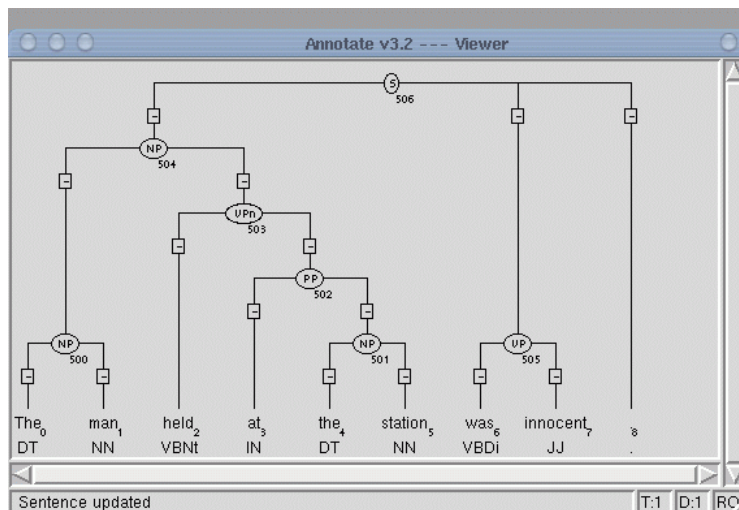 Annotate v3.2 --- Viewer
S
506
NP
504
VPn
503
PP
502
NP
500
NP
501
VP
505
The0 man1 held2 at3 the4 station5 was6 innocent7 .8
DT NN VBNt IN DT NN VBDi JJ .
Sentence updated T:1 D:1 RO